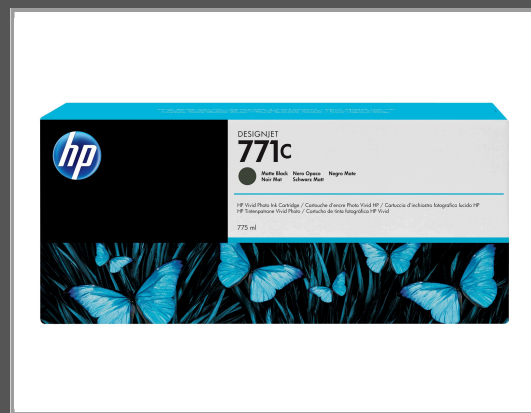 hp
DESIGNJET
771C
Matte Black Nero Opaco Negro Mate
Noir Mat Schwarz Matt
HP Vivid Photo Ink Cartridge / Cartouche d'encre Photo Vivid HP / Cartuccia d'inchiostro fotografico lucido HP
HP Tintenpatrone Vivid Photo / Cartucho de tinta fotográfico HP Vivid
775 ml